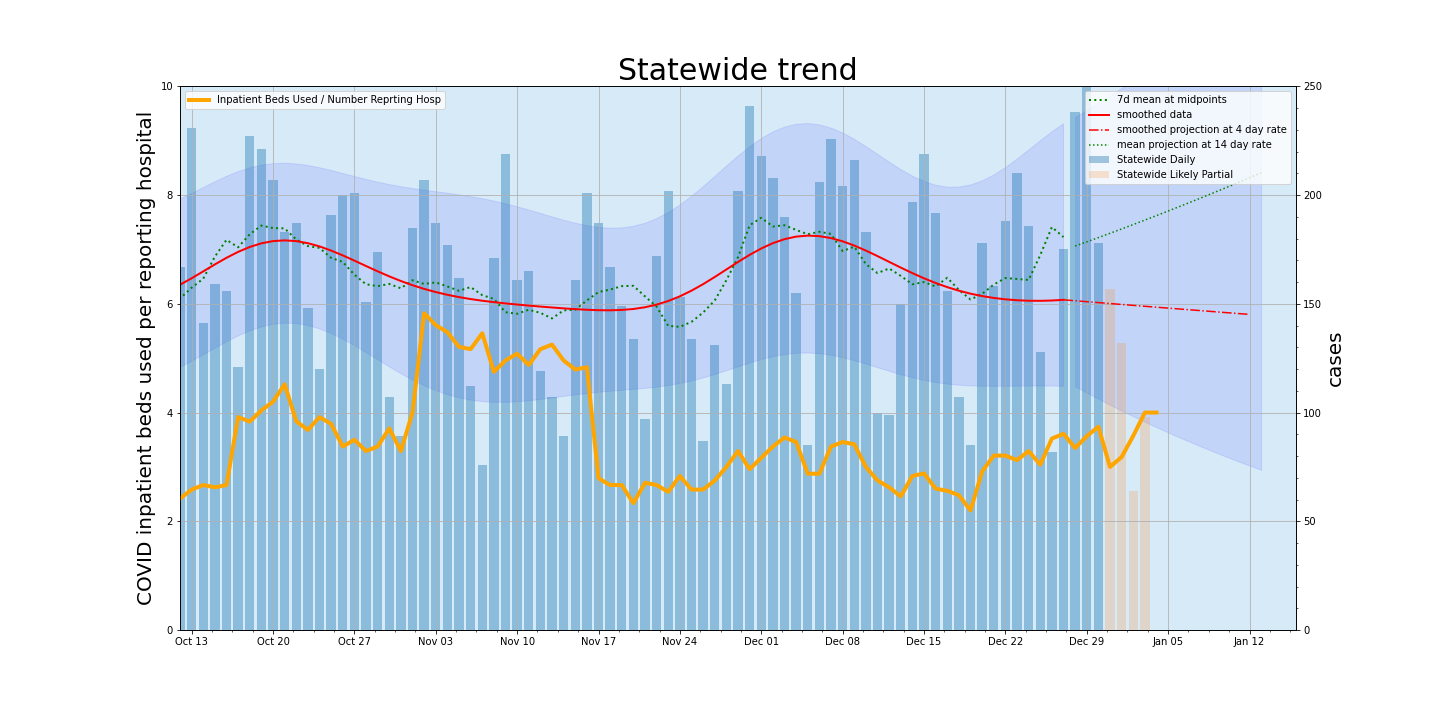 Statewide trend
COVID inpatient beds used per reporting hospital
10
8
6
4
2
0
Inpatient Beds Used / Number Reprting Hosp
7d mean at midpoints
smoothed data
smoothed projection at 4 day rate
mean projection at 14 day rate
Statewide Daily
Statewide Likely Partial
250
200
150
100
50
0
cases
Oct 13 Oct 20 Oct 27 Nov 03 Nov 10 Nov 17 Nov 24 Dec 01 Dec 08 Dec 15 Dec 22 Dec 29 Jan 05 Jan 12